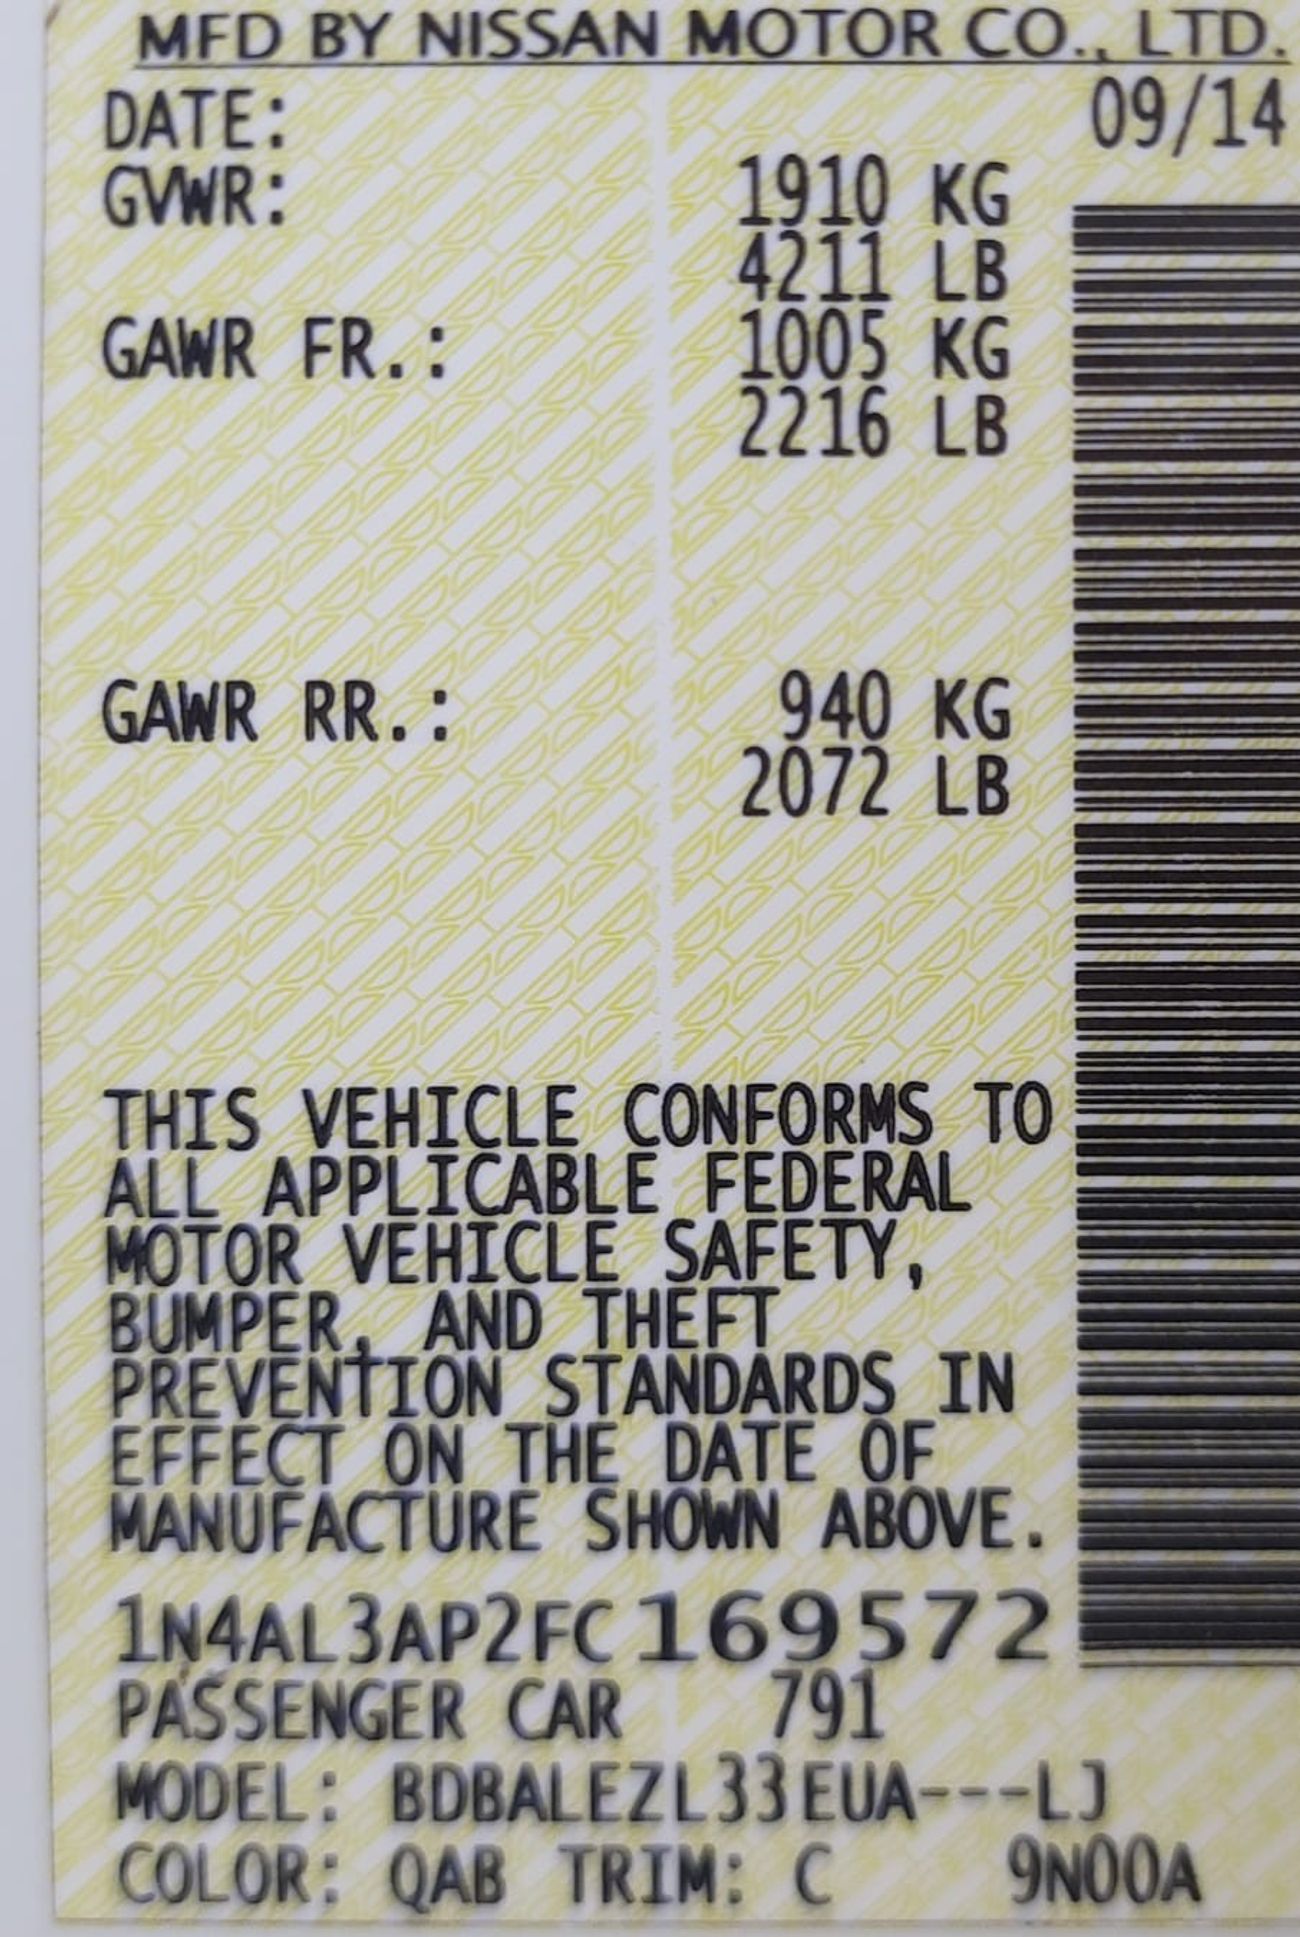 MFD BY NISSAN MOTOR CO., LTD.
DATE: 09/14
GVWR: 1910 KG
4211 LB
GAWR FR.: 1005 KG
2216 LB
GAWR RR.: 940 KG
2072 LB
THIS VEHICLE CONFORMS TO
ALL APPLICABLE FEDERAL
MOTOR VEHICLE SAFETY,
BUMPER, AND THEFT
PREVENTION STANDARDS IN
EFFECT ON THE DATE OF
MANUFACTURE SHOWN ABOVE.
1N4AL3AP2FC169572
PASSENGER CAR 791
MODEL: BDBALEZL33EUA---LJ
COLOR: QAB TRIM: C 9N00A